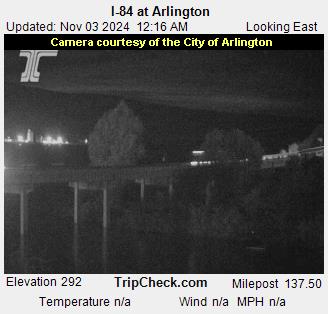 I-84 at Arlington
Updated: Nov 03 2024 12:16 AM Looking East
Camera courtesy of the City of Arlington
Elevation 292 TripCheck.com Milepost 137.50
Temperature n/a Wind n/a MPH n/a